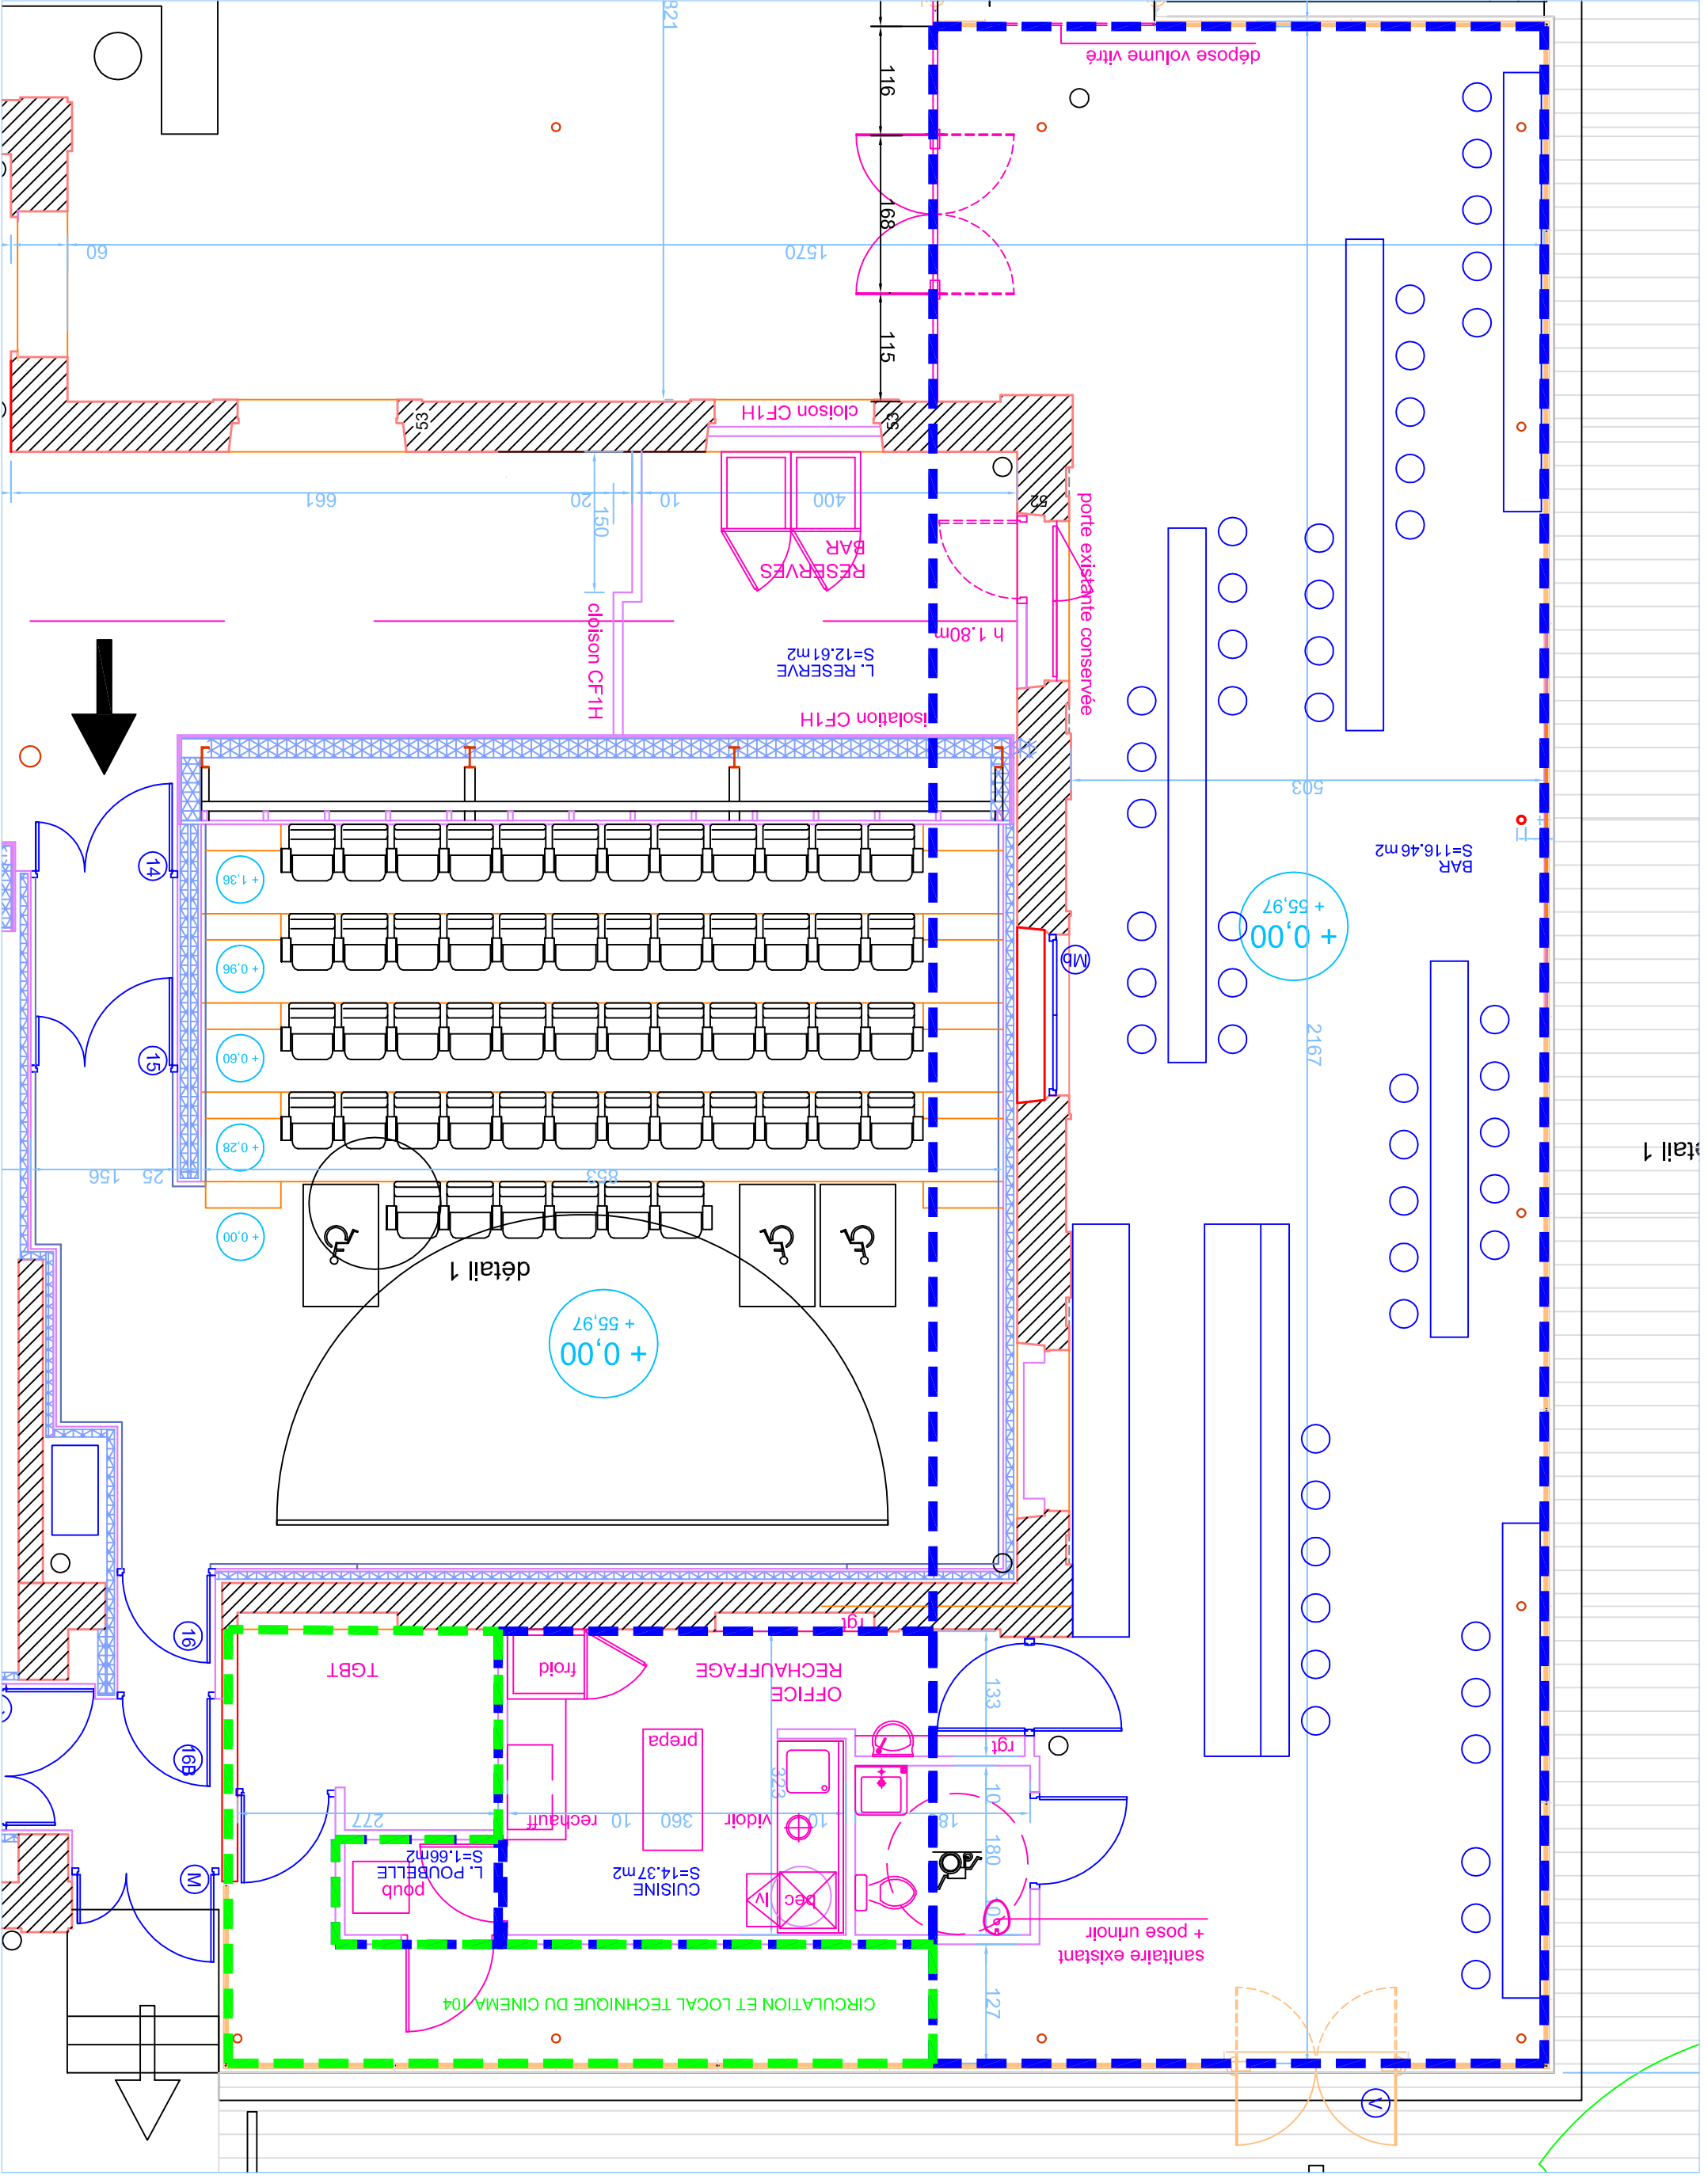 821
dépose volume vitré
116
168
115
60
1570
53
53
cloison CF1H
661
20
150
10
400
52
RESERVES
BAR
porte existante conservée
cloison CF1H
h 1.80m
L. RESERVE
S=12.61m2
isolation CF1H
503
BAR
S=116.46m2
+ 0,00
+ 55,97
2167
14
15
+ 1,36
+ 0,96
+ 0,60
+ 0,28
+ 0,00
Mb
156
25
853
détail 1
détail 1
+ 0,00
+ 55,97
16
16B
M
TGBT
froid
rgt
OFFICE
RECHAUFFAGE
prepa
133
rgt
323
277
rechauff
10
360
vidoir
10
18
10
180
L. POUBELLE
S=1.66m2
poub
CUISINE
S=14.37m2
lv
bec
sanitaire existant
+ pose urinoir
127
CIRCULATION ET LOCAL TECHNIQUE DU CINEMA 104
V